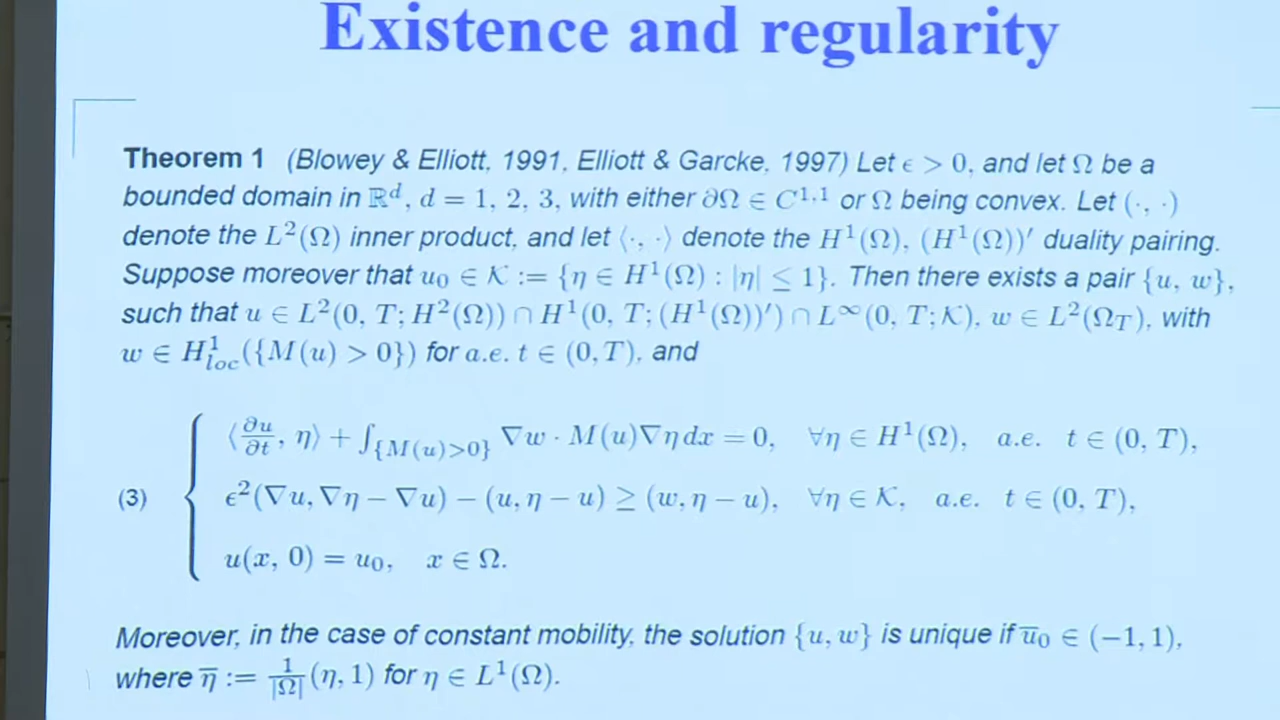 Existence and regularity
Theorem 1 (Blowey & Elliott, 1991, Elliott & Garcke, 1997) Let ϵ > 0, and let Ω be a
bounded domain in ℝᵈ, d = 1, 2, 3, with either ∂Ω ∈ C¹,¹ or Ω being convex. Let (·, ·)
denote the L²(Ω) inner product, and let ⟨·, ·⟩ denote the H¹(Ω), (H¹(Ω))′ duality pairing.
Suppose moreover that u₀ ∈ 𝒦 := {η ∈ H¹(Ω) : |η| ≤ 1}. Then there exists a pair {u, w},
such that u ∈ L²(0, T; H²(Ω)) ∩ H¹(0, T; (H¹(Ω))′) ∩ L^∞(0, T; 𝒦), w ∈ L²(Ω_T), with
w ∈ H¹_loc({M(u) > 0}) for a.e. t ∈ (0, T), and
⟨∂u/∂t, η⟩ + ∫_{M(u)>0} ∇w · M(u)∇η dx = 0, ∀η ∈ H¹(Ω), a.e. t ∈ (0, T),
(3) ϵ²(∇u, ∇η − ∇u) − (u, η − u) ≥ (w, η − u), ∀η ∈ 𝒦, a.e. t ∈ (0, T),
u(x, 0) = u₀, x ∈ Ω.
Moreover, in the case of constant mobility, the solution {u, w} is unique if u̅₀ ∈ (−1, 1),
where η̅ := 1/|Ω| (η, 1) for η ∈ L¹(Ω).